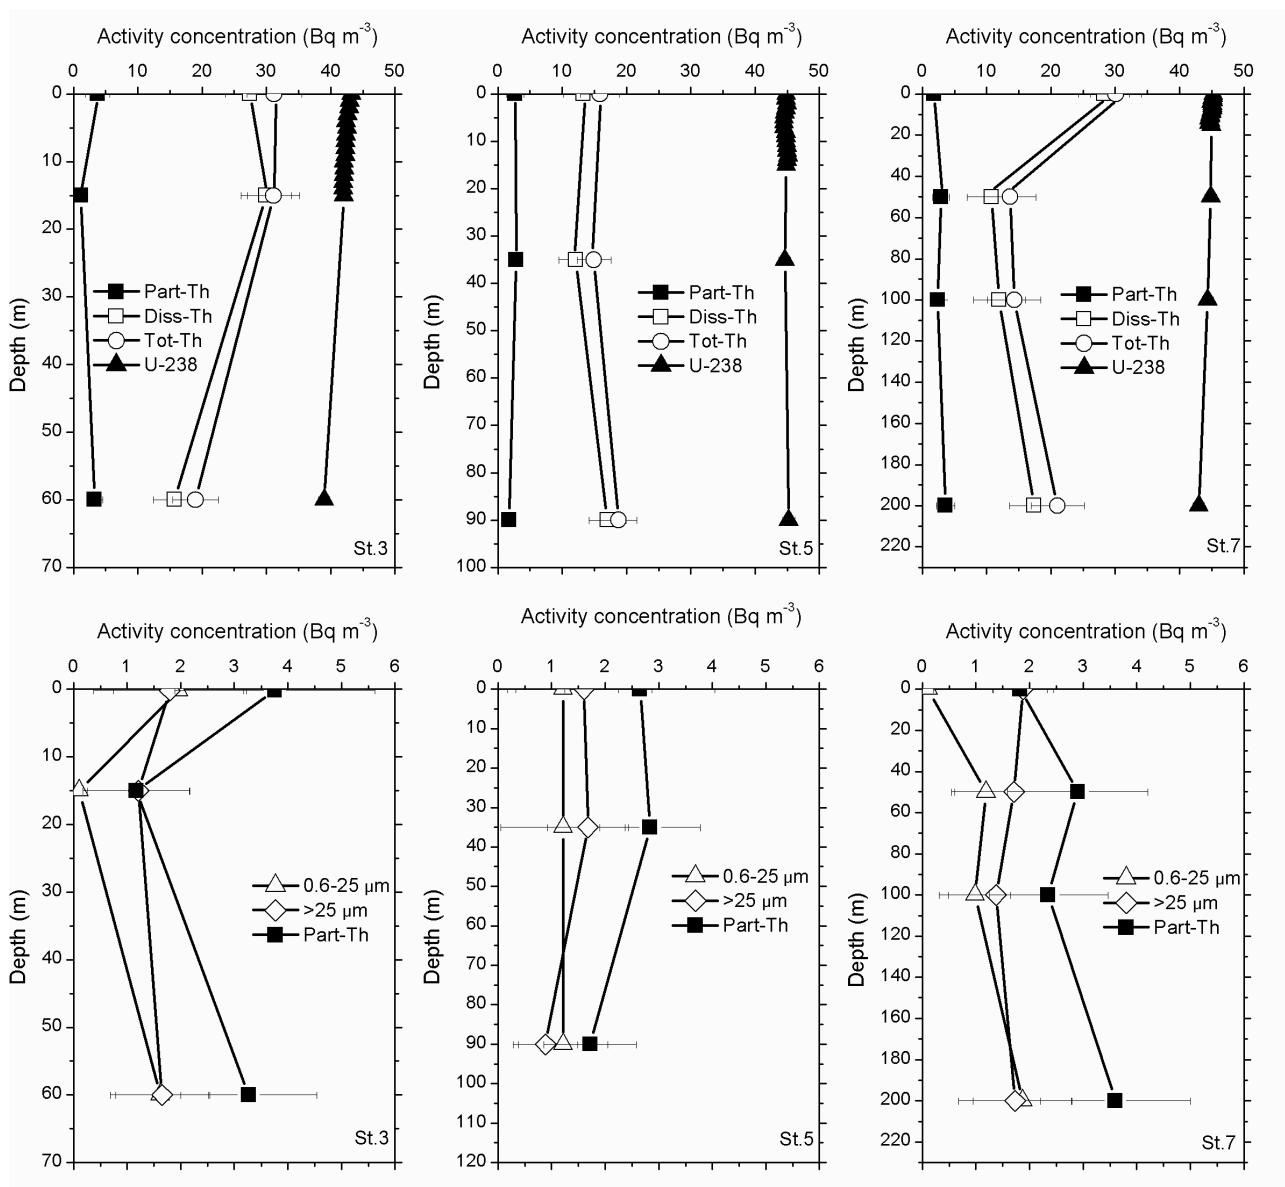 Activity concentration (Bq m-3)
0 10 20 30 40 50
0
10
20
30
40
50
60
70
Depth (m)
Part-Th
Diss-Th
Tot-Th
U-238
St.3
Activity concentration (Bq m-3)
0 10 20 30 40 50
0
10
20
30
40
50
60
70
80
90
100
Depth (m)
Part-Th
Diss-Th
Tot-Th
U-238
St.5
Activity concentration (Bq m-3)
0 10 20 30 40 50
0
20
40
60
80
100
120
140
160
180
200
220
Depth (m)
Part-Th
Diss-Th
Tot-Th
U-238
St.7
Activity concentration (Bq m-3)
0 1 2 3 4 5 6
0
10
20
30
40
50
60
70
Depth (m)
0.6-25 µm
>25 µm
Part-Th
St.3
Activity concentration (Bq m-3)
0 1 2 3 4 5 6
0
10
20
30
40
50
60
70
80
90
100
110
120
Depth (m)
0.6-25 µm
>25 µm
Part-Th
St.5
Activity concentration (Bq m-3)
0 1 2 3 4 5 6
0
20
40
60
80
100
120
140
160
180
200
220
Depth (m)
0.6-25 µm
>25 µm
Part-Th
St.7